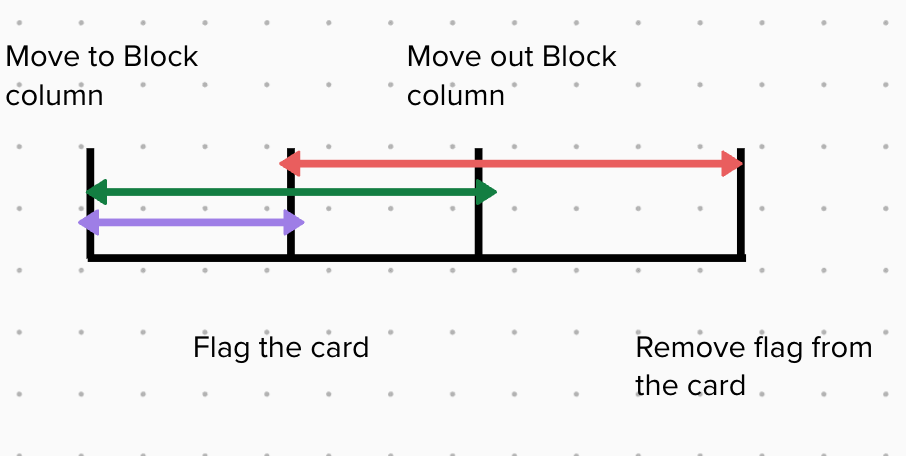 Move to Block
column
Move out Block
column
Flag the card
Remove flag from
the card